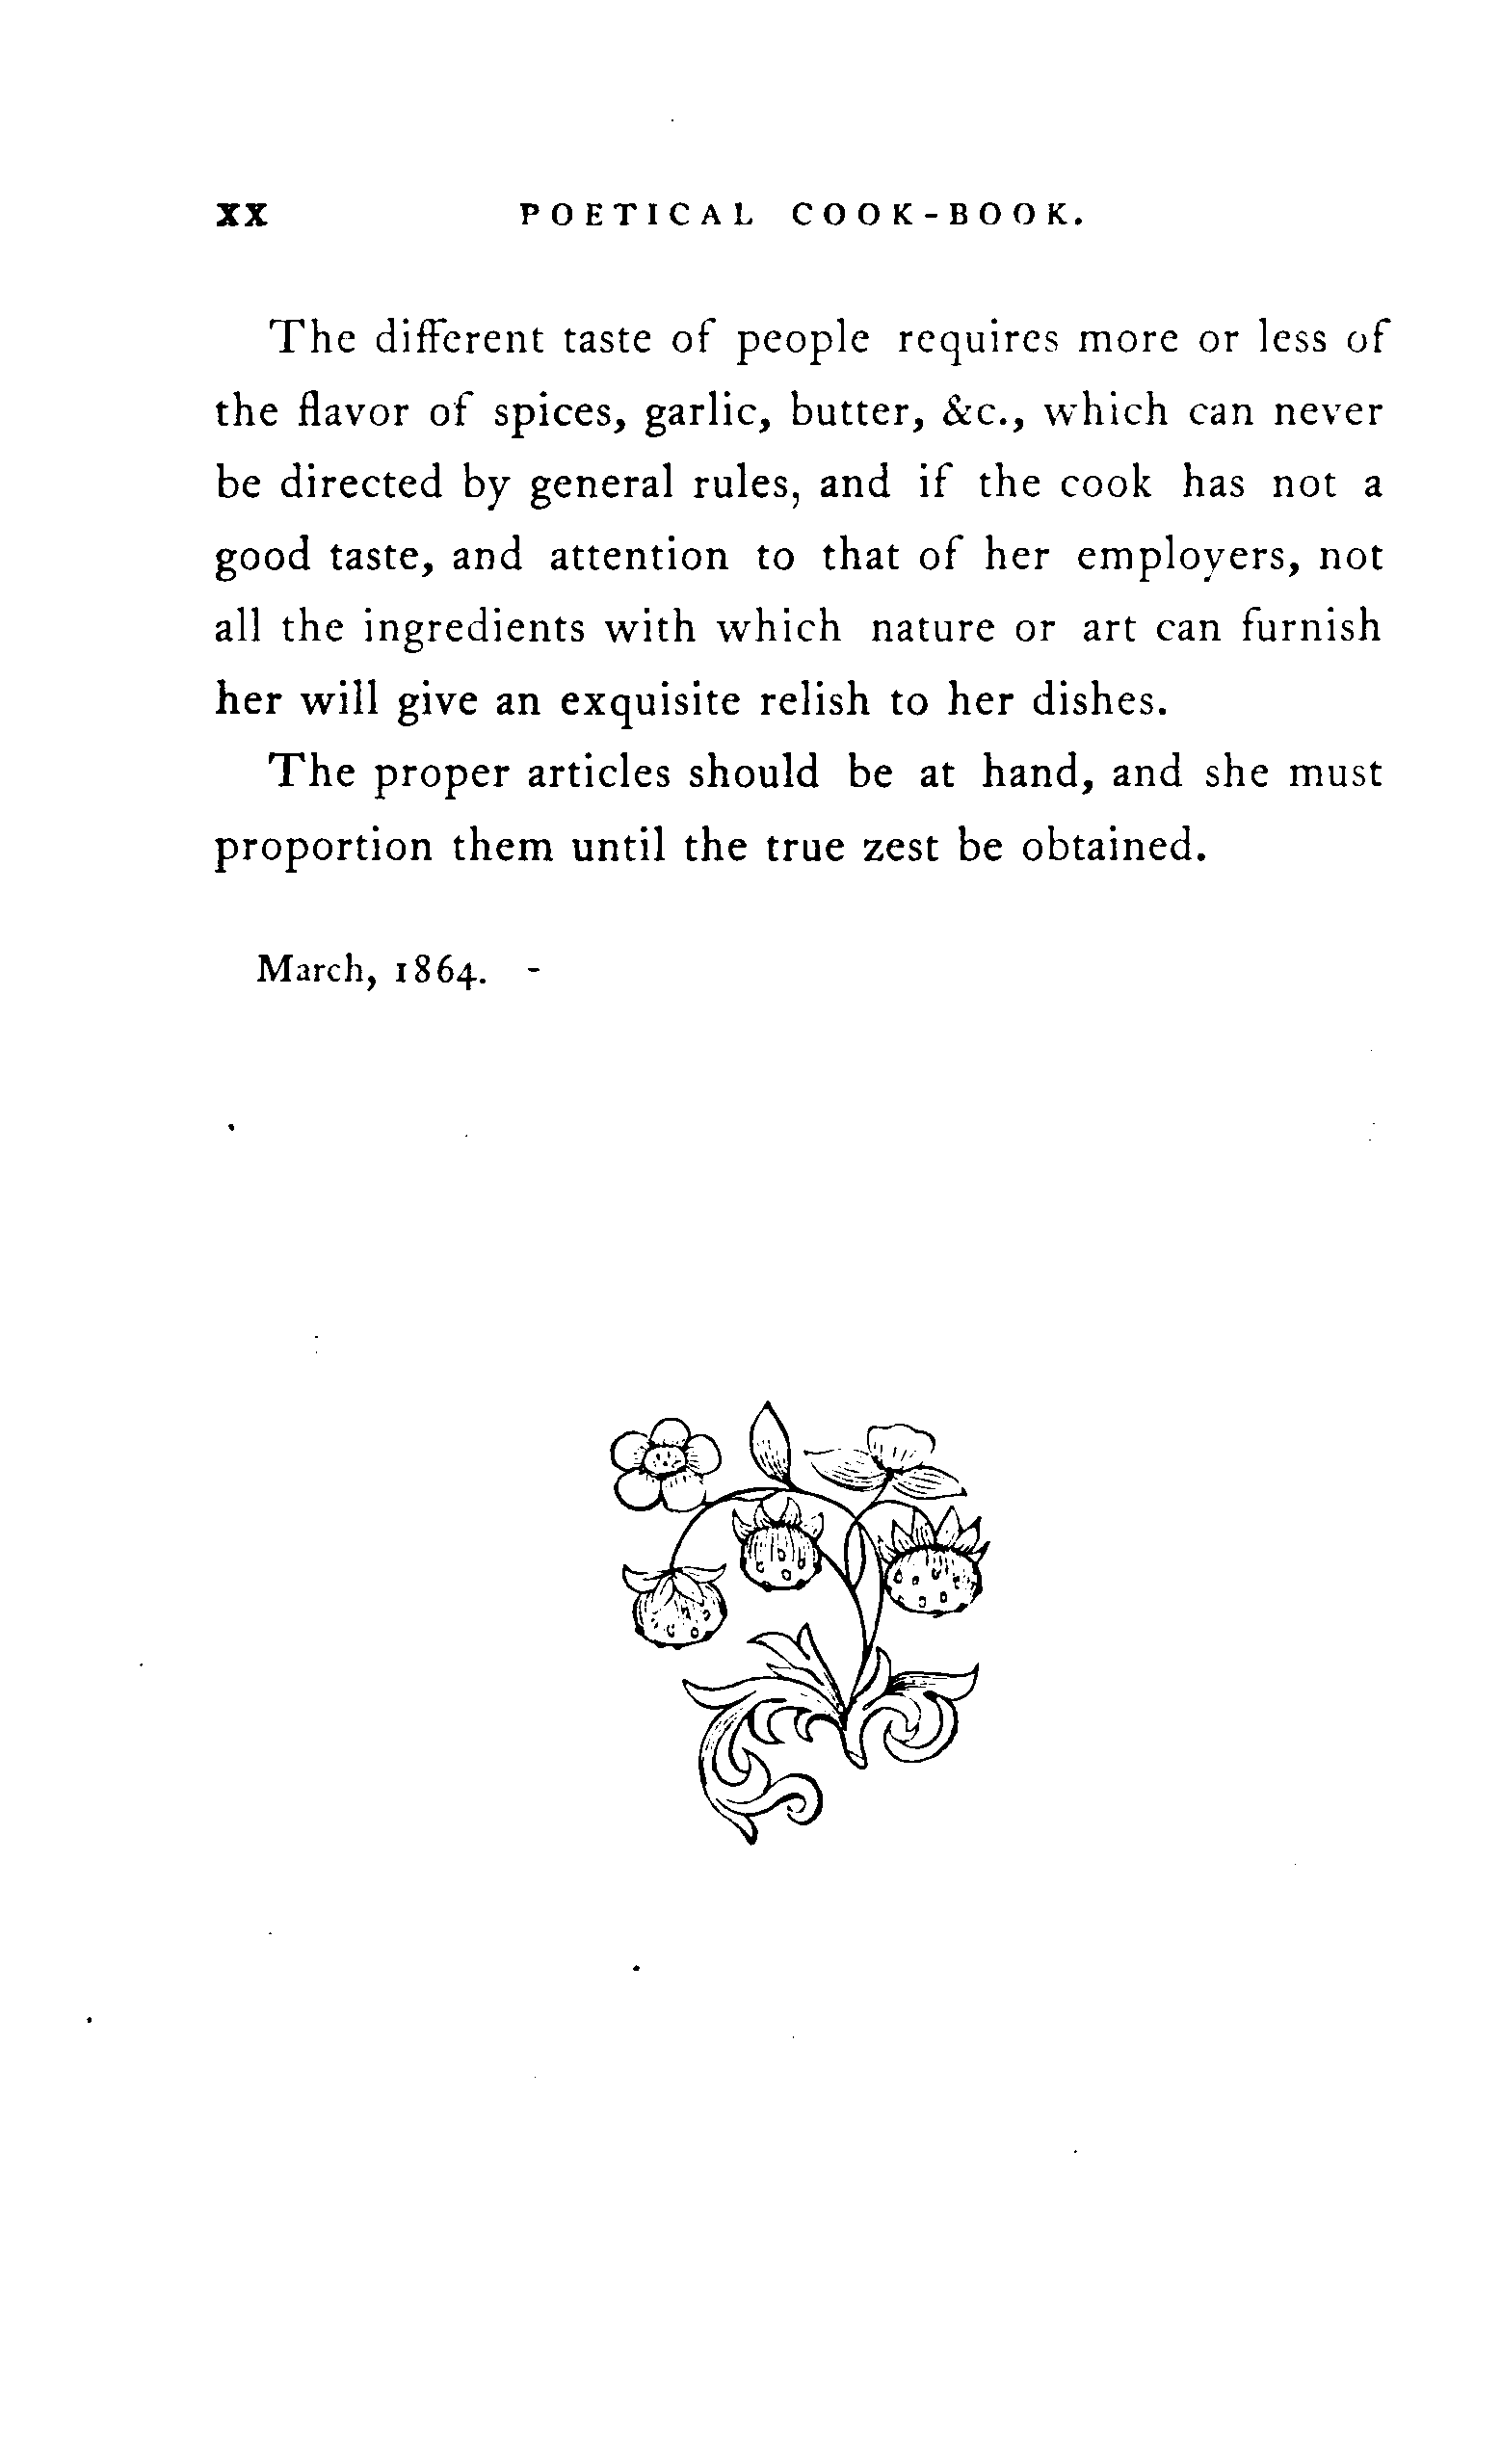 XX POETICAL COOK-BOOK.
The different taste of people requires more or less of
the flavor of spices, garlic, butter, &c., which can never
be directed by general rules, and if the cook has not a
good taste, and attention to that of her employers, not
all the ingredients with which nature or art can furnish
her will give an exquisite relish to her dishes.
The proper articles should be at hand, and she must
proportion them until the true zest be obtained.
March, 1864.